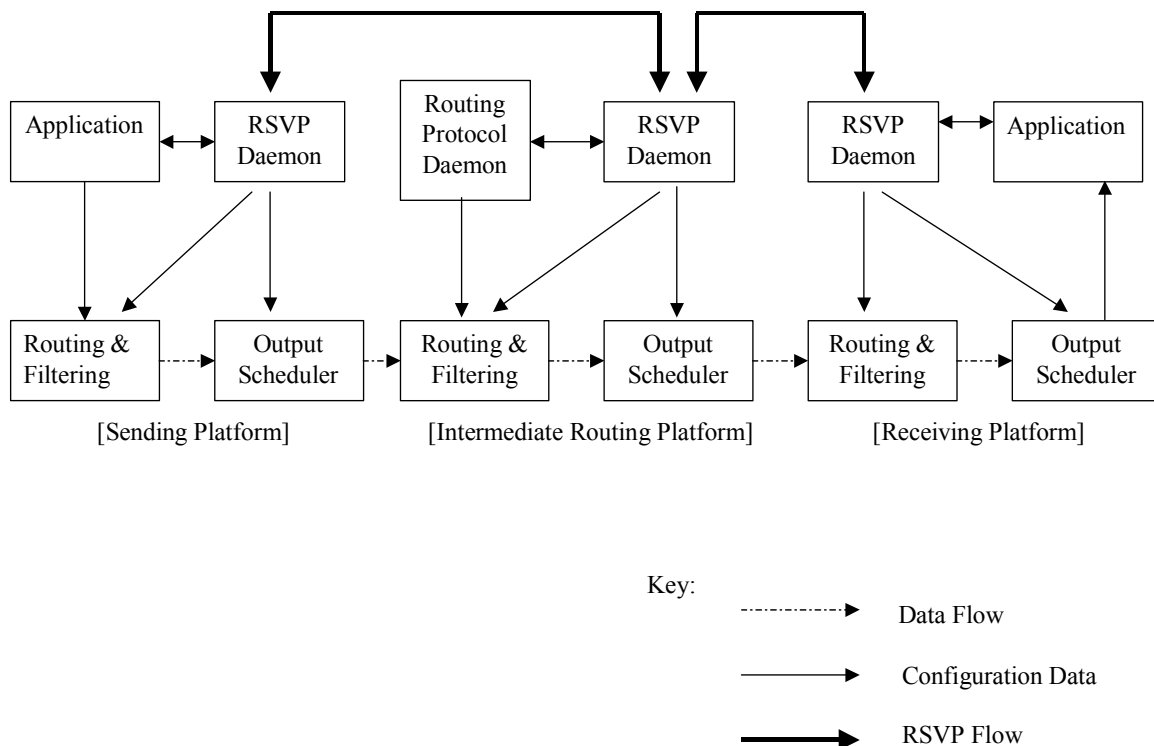 Application
RSVP
Daemon
Routing
Protocol
Daemon
RSVP
Daemon
RSVP
Daemon
Application
Routing &
Filtering
Output
Scheduler
Routing &
Filtering
Output
Scheduler
Routing &
Filtering
Output
Scheduler
[Sending Platform]
[Intermediate Routing Platform]
[Receiving Platform]
Key:
Data Flow
Configuration Data
RSVP Flow